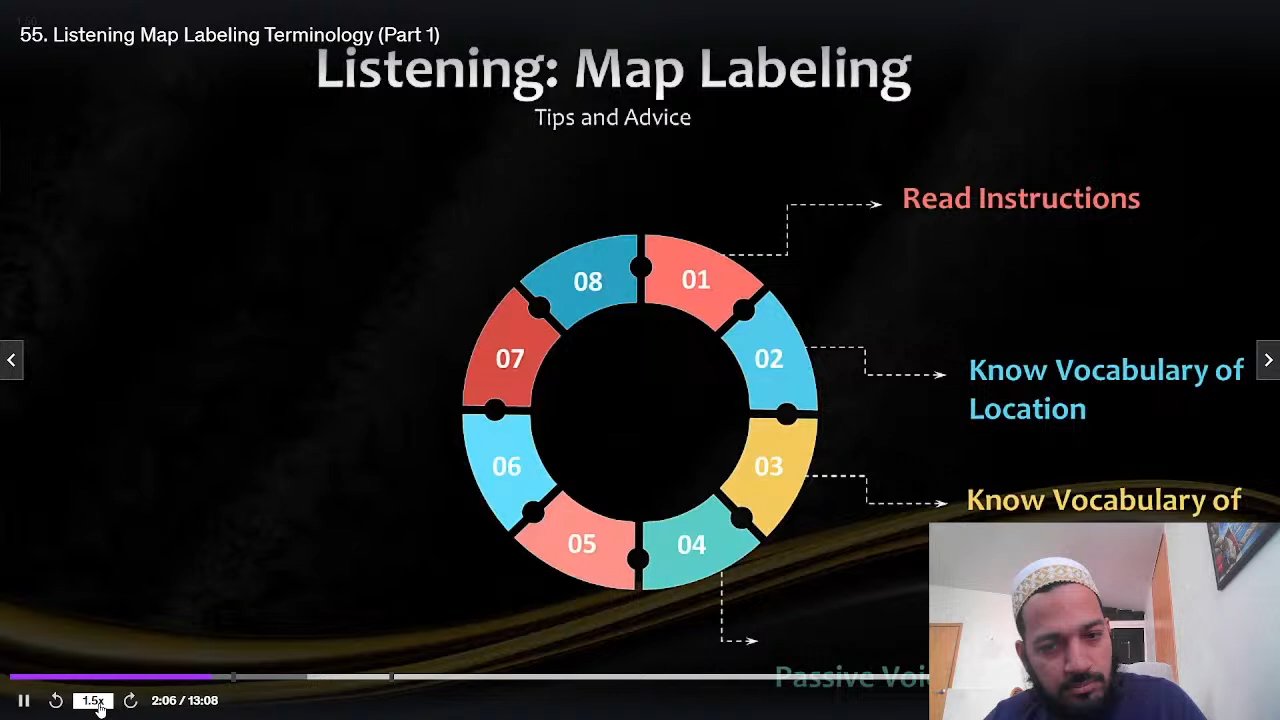 55. Listening Map Labeling Terminology (Part 1)
Listening: Map Labeling
Tips and Advice
Read Instructions
08
01
07
02
Know Vocabulary of
Location
06
03
Know Vocabulary of
05
04
Passive
1.5x
2:06 / 13:08